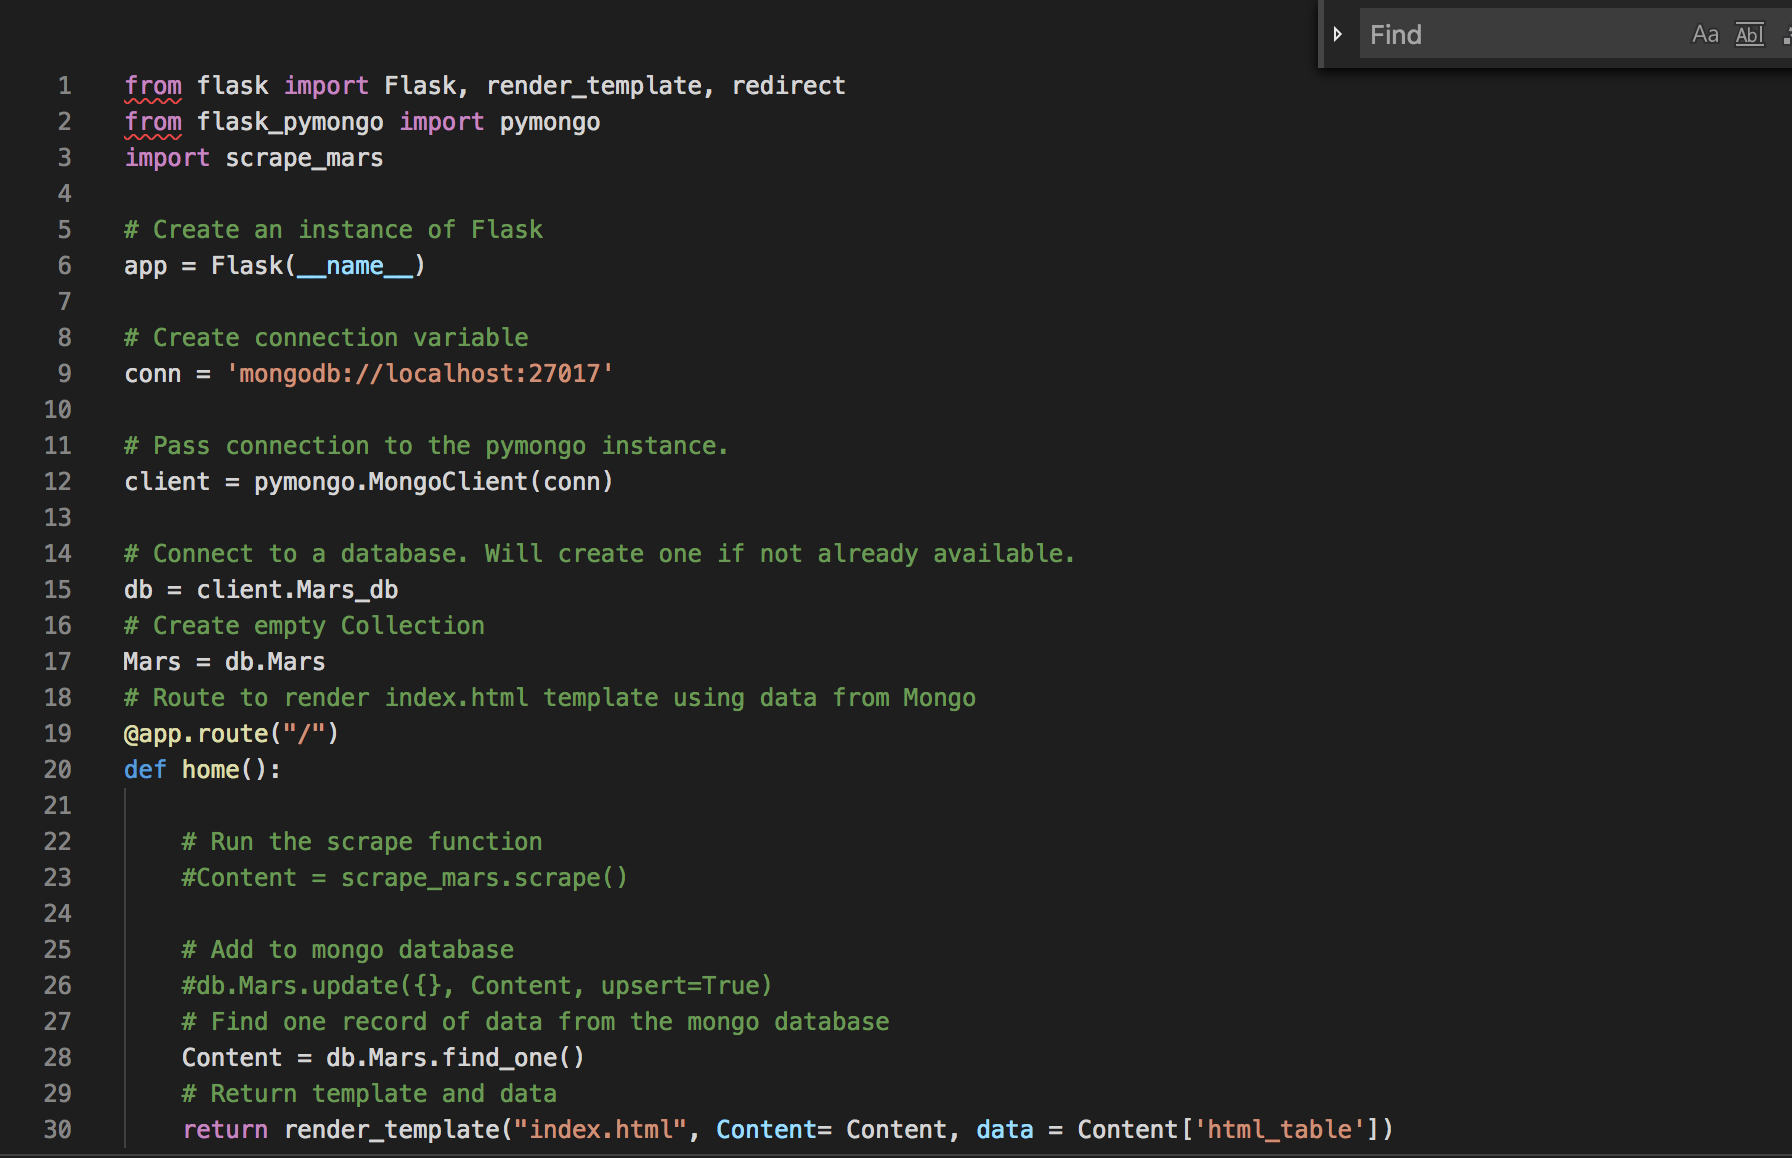 Find Aa Abl
1 from flask import Flask, render_template, redirect
2 from flask_pymongo import pymongo
3 import scrape_mars
4
5 # Create an instance of Flask
6 app = Flask(__name__)
7
8 # Create connection variable
9 conn = 'mongodb://localhost:27017'
10
11 # Pass connection to the pymongo instance.
12 client = pymongo.MongoClient(conn)
13
14 # Connect to a database. Will create one if not already available.
15 db = client.Mars_db
16 # Create empty Collection
17 Mars = db.Mars
18 # Route to render index.html template using data from Mongo
19 @app.route("/")
20 def home():
21
22     # Run the scrape function
23     #Content = scrape_mars.scrape()
24
25     # Add to mongo database
26     #db.Mars.update({}, Content, upsert=True)
27     # Find one record of data from the mongo database
28     Content = db.Mars.find_one()
29     # Return template and data
30     return render_template("index.html", Content= Content, data = Content['html_table'])